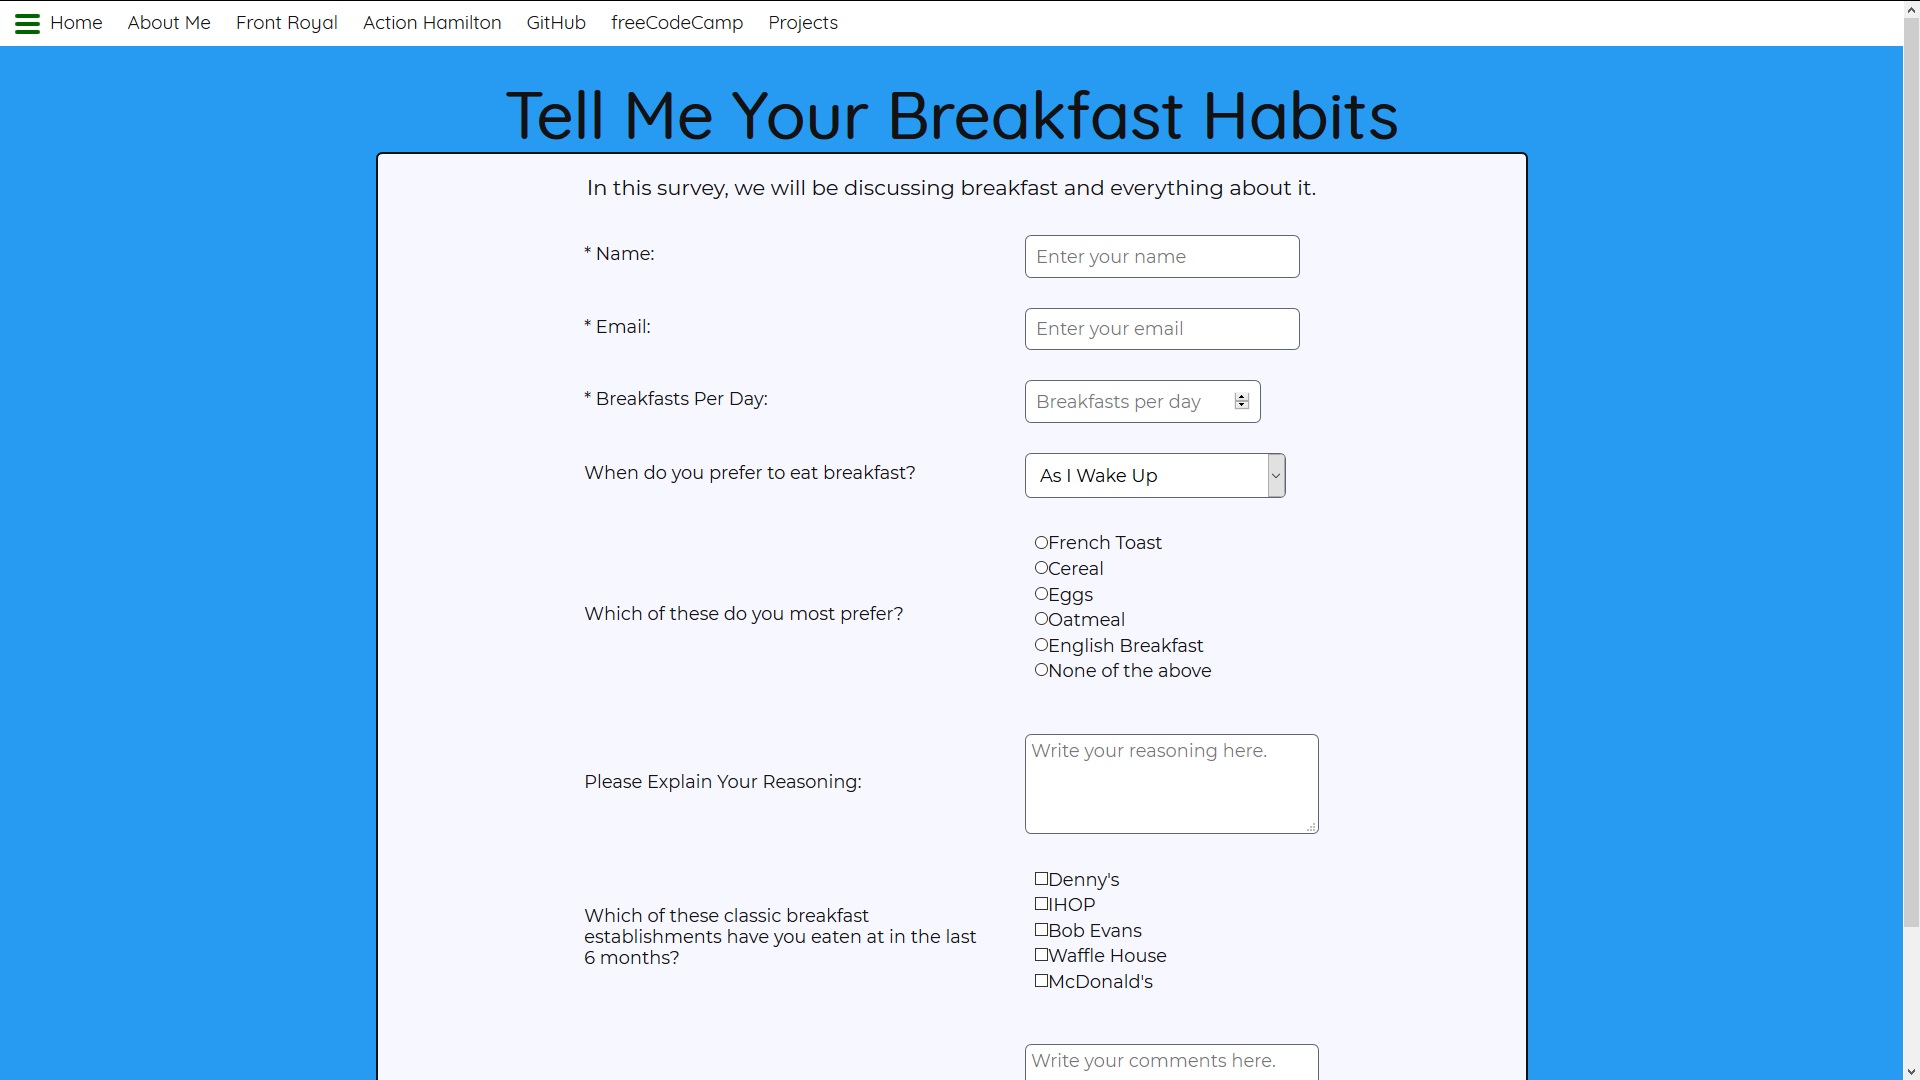 Home About Me Front Royal Action Hamilton GitHub freeCodeCamp Projects
Tell Me Your Breakfast Habits
In this survey, we will be discussing breakfast and everything about it.
* Name:
Enter your name
* Email:
Enter your email
* Breakfasts Per Day:
Breakfasts per day
When do you prefer to eat breakfast?
As I Wake Up
Which of these do you most prefer?
French Toast
Cereal
Eggs
Oatmeal
English Breakfast
None of the above
Please Explain Your Reasoning:
Write your reasoning here.
Which of these classic breakfast
establishments have you eaten at in the last
6 months?
Denny's
IHOP
Bob Evans
Waffle House
McDonald's
Write your comments here.